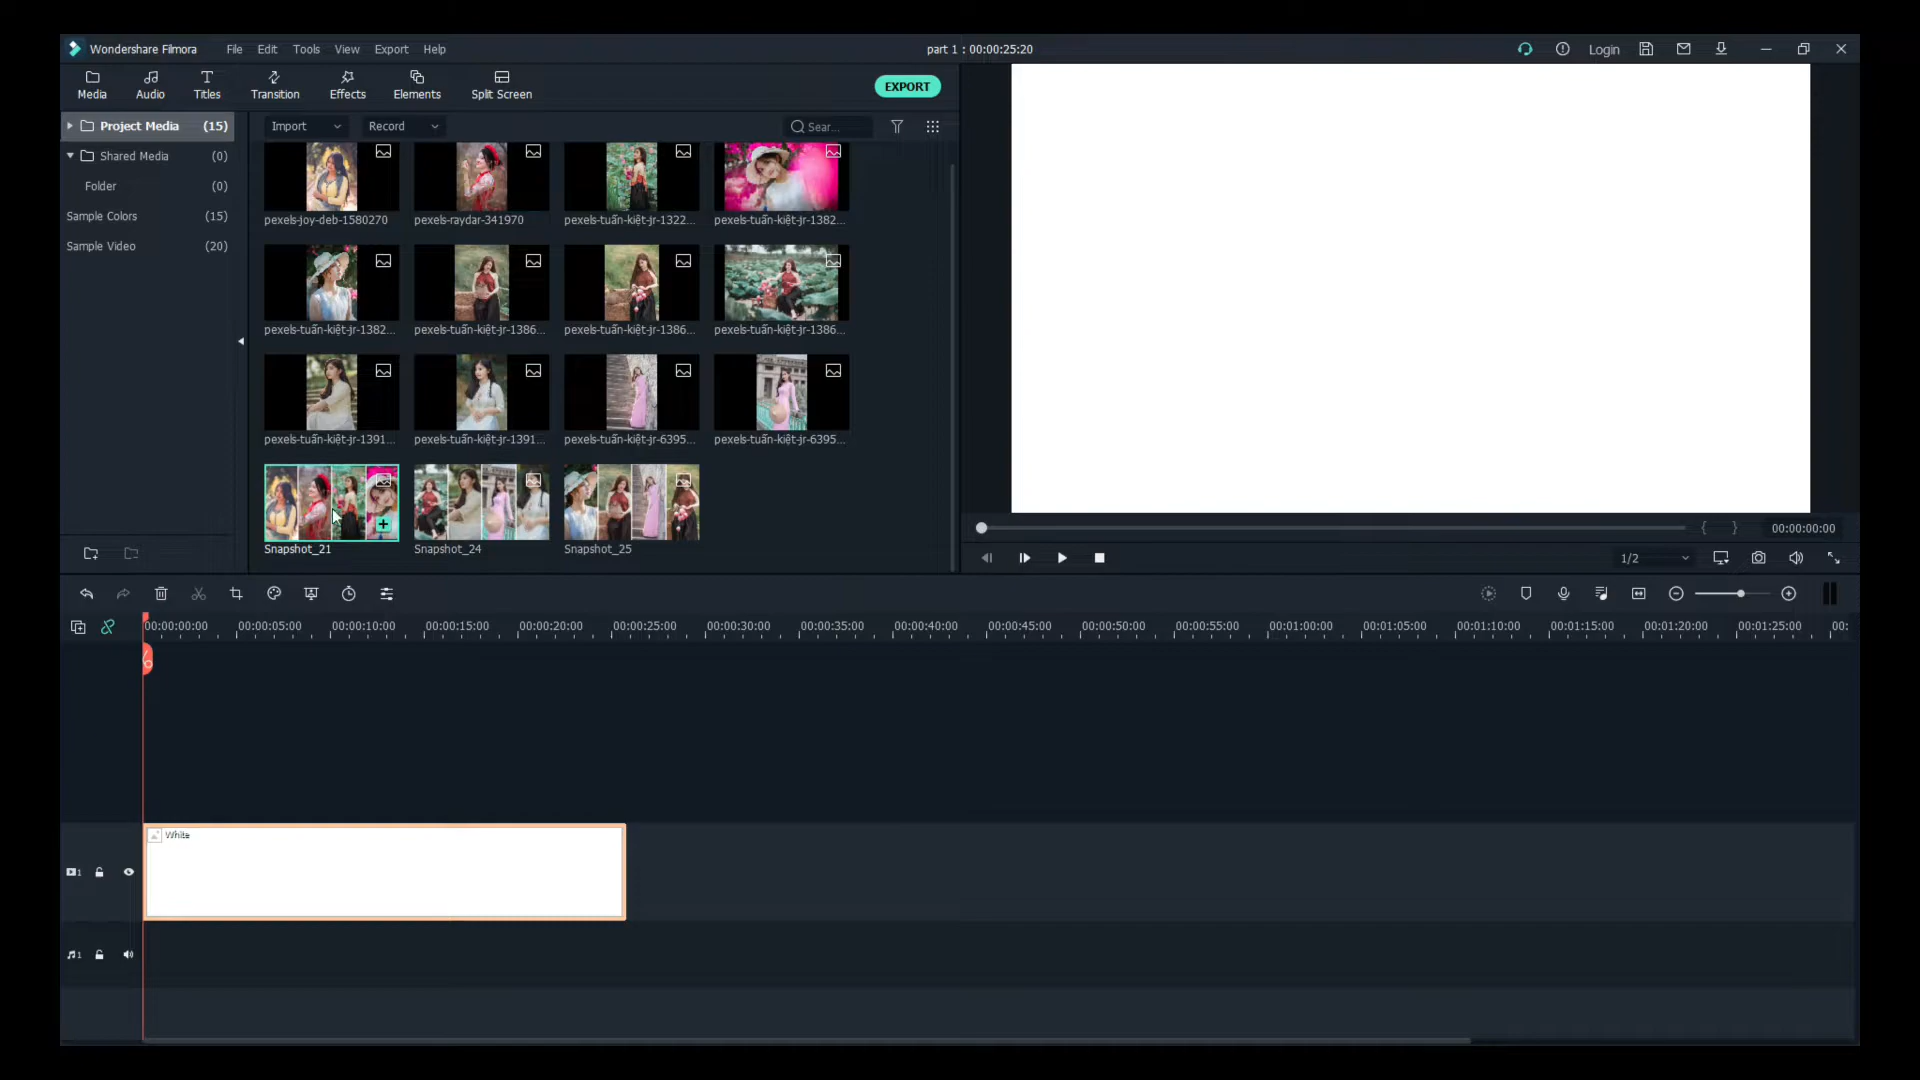 Wondershare Filmora File Edit Tools View Export Help part 1 : 00:00:25:20 Login
Media Audio Titles Transition Effects Elements Split Screen EXPORT
Project Media (15) Import Record Sear...
Shared Media (0)
Folder (0)
Sample Colors (15)
Sample Video (20)
pexels-joy-deb-1580270 pexels-raydar-341970 pexels-tuấn-kiệt-jr-1322... pexels-tuấn-kiệt-jr-1382...
pexels-tuấn-kiệt-jr-1382... pexels-tuấn-kiệt-jr-1386... pexels-tuấn-kiệt-jr-1386... pexels-tuấn-kiệt-jr-1386...
pexels-tuấn-kiệt-jr-1391... pexels-tuấn-kiệt-jr-1391... pexels-tuấn-kiệt-jr-6395... pexels-tuấn-kiệt-jr-6395...
Snapshot_21 Snapshot_24 Snapshot_25
{ } 00:00:00:00
1/2
00:00:00:00 00:00:05:00 00:00:10:00 00:00:15:00 00:00:20:00 00:00:25:00 00:00:30:00 00:00:35:00 00:00:40:00 00:00:45:00 00:00:50:00 00:00:55:00 00:01:00:00 00:01:05:00 00:01:10:00 00:01:15:00 00:01:20:00 00:01:25:00 00:
White
1
1